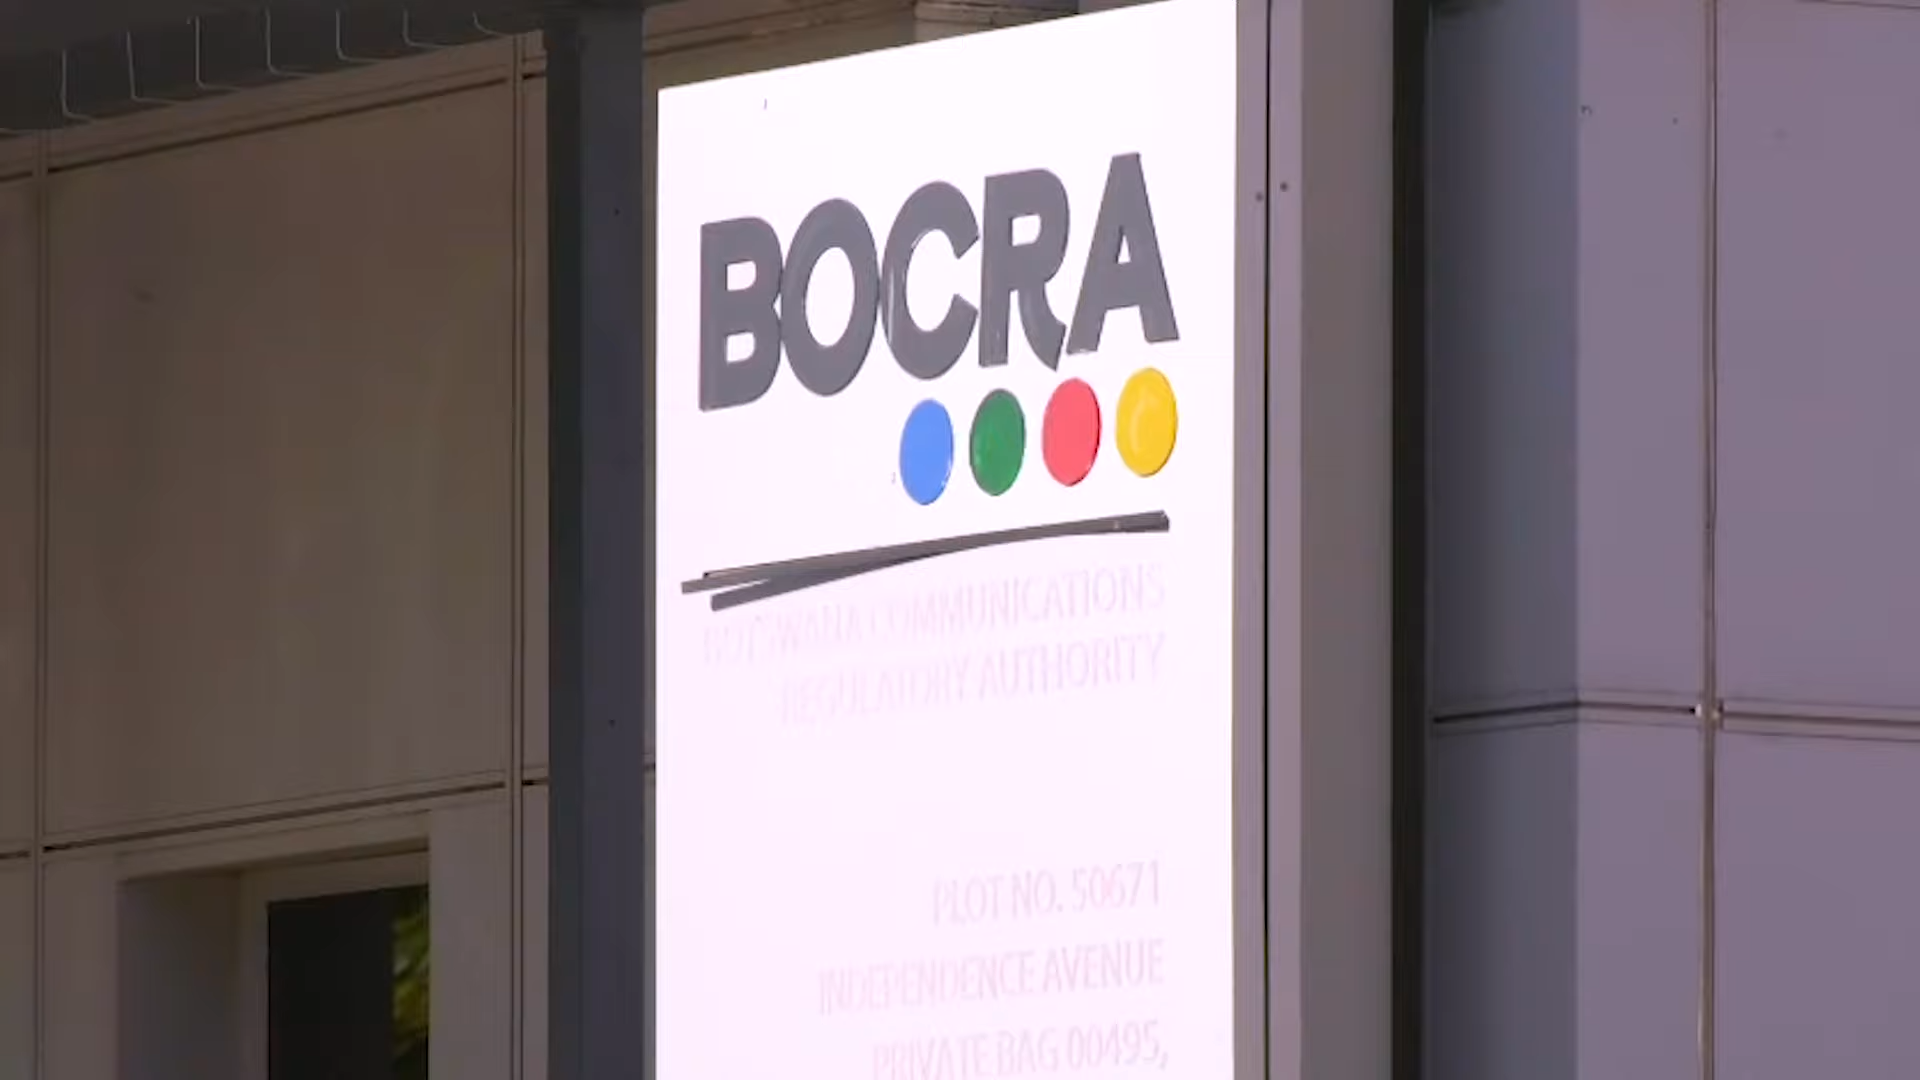 BOCRA
BOTSWANA COMMUNICATIONS
REGULATORY AUTHORITY
PLOT NO. 50671
INDEPENDENCE AVENUE
PRIVATE BAG 00495,